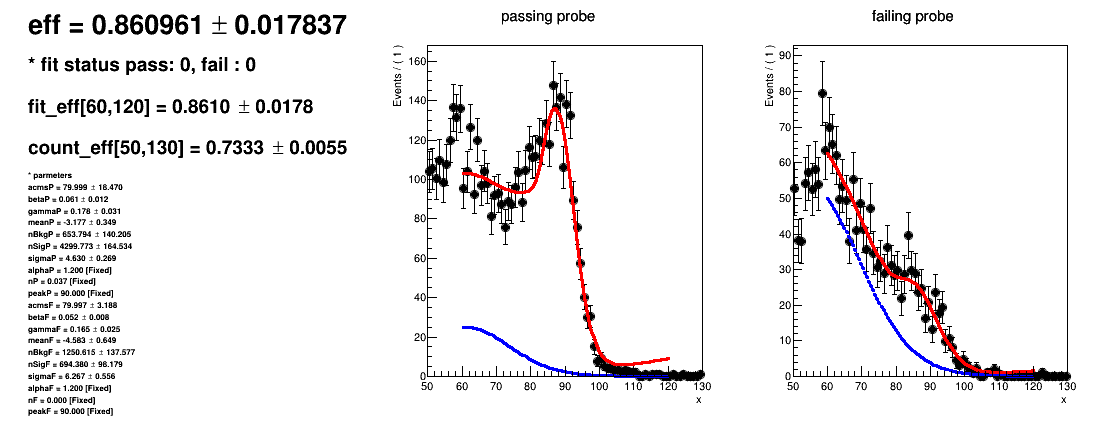 eff = 0.860961 ± 0.017837
* fit status pass: 0, fail : 0
fit_eff[60,120] = 0.8610 ± 0.0178
count_eff[50,130] = 0.7333 ± 0.0055
* parmeters
acmsP = 79.999 ± 18.470
betaP = 0.061 ± 0.012
gammaP = 0.178 ± 0.031
meanP = -3.177 ± 0.349
nBkgP = 653.794 ± 140.205
nSigP = 4299.773 ± 164.534
sigmaP = 4.630 ± 0.269
alphaP = 1.200 [Fixed]
nP = 0.037 [Fixed]
peakP = 90.000 [Fixed]
acmsF = 79.997 ± 3.188
betaF = 0.052 ± 0.008
gammaF = 0.165 ± 0.025
meanF = -4.583 ± 0.649
nBkgF = 1250.615 ± 137.577
nSigF = 694.380 ± 98.179
sigmaF = 6.267 ± 0.556
alphaF = 1.200 [Fixed]
nF = 0.000 [Fixed]
peakF = 90.000 [Fixed]
passing probe
Events / ( 1 )
160
140
120
100
80
60
40
20
0
50 60 70 80 90 100 110 120 130
x
failing probe
Events / ( 1 )
90
80
70
60
50
40
30
20
10
0
50 60 70 80 90 100 110 120 130
x